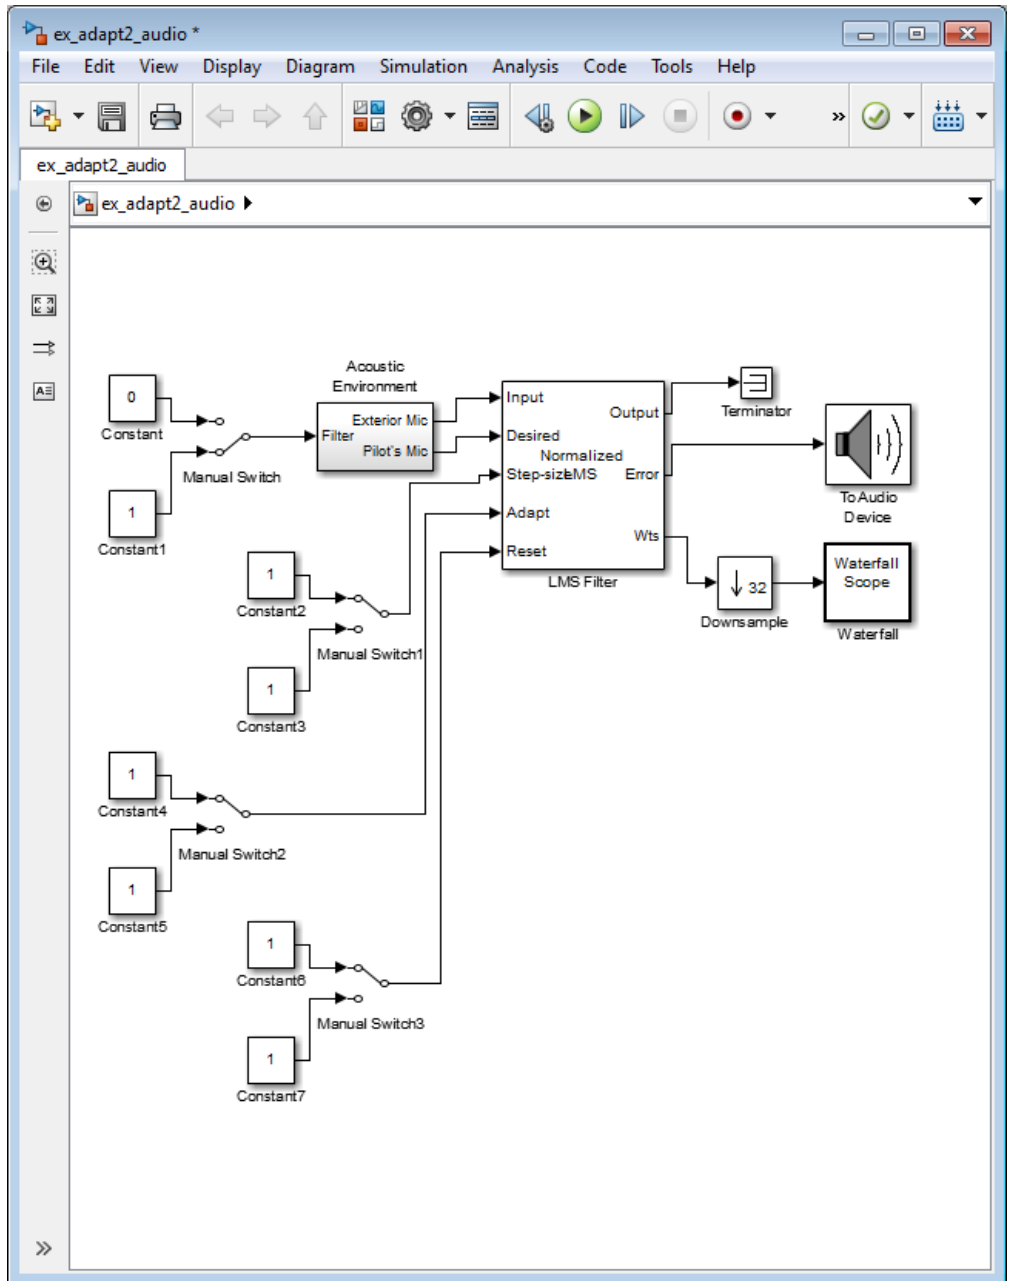 ex_adapt2_audio *
File Edit View Display Diagram Simulation Analysis Code Tools Help
»
ex_adapt2_audio
ex_adapt2_audio
Acoustic
Environment
0
Constant
Exterior Mic
Filter
Pilot's Mic
Manual Switch
1
Constant1
Input
Output
Desired
Normalized
Step-size
LMS
Error
Adapt
Wts
Reset
LMS Filter
Terminator
To Audio
Device
32
Downsample
Waterfall
Scope
Waterfall
1
Constant2
Manual Switch1
1
Constant3
1
Constant4
Manual Switch2
1
Constant5
1
Constant6
Manual Switch3
1
Constant7
»